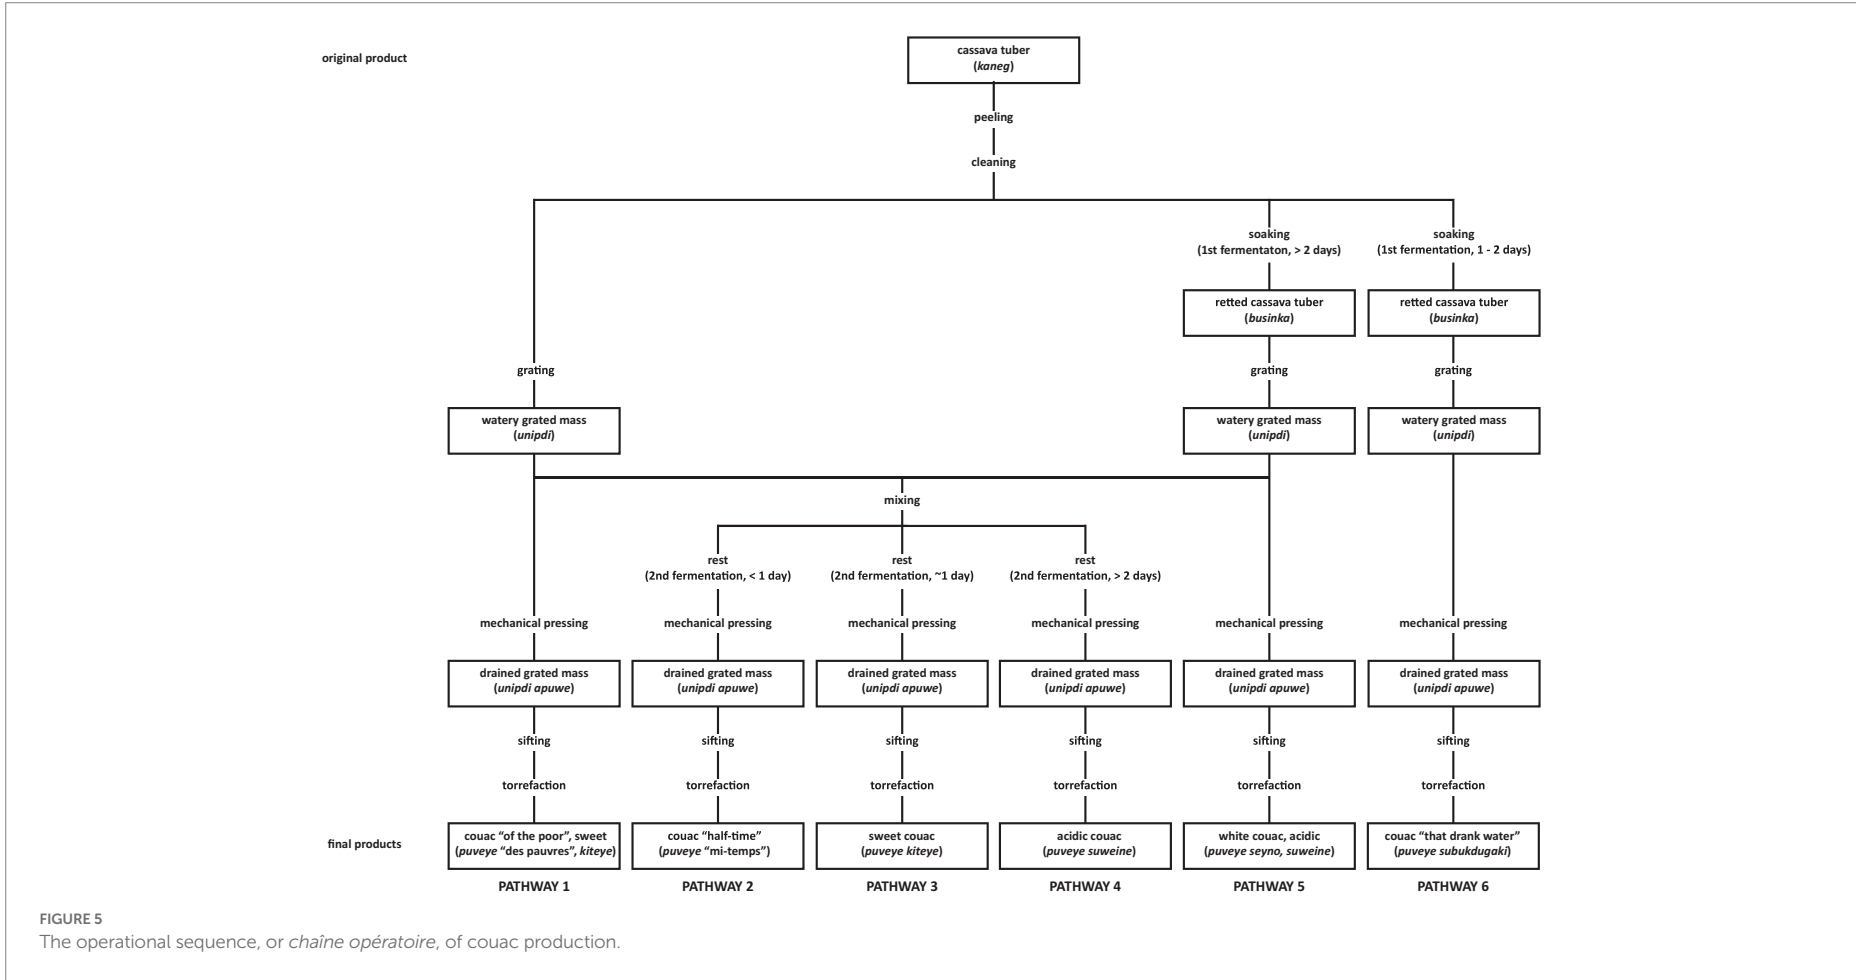 original product
cassava tuber
(kaneg)
peeling
cleaning
soaking
(1st fermentaton, > 2 days)
soaking
(1st fermentation, 1 - 2 days)
retted cassava tuber
(businka)
retted cassava tuber
(businka)
grating
grating
grating
watery grated mass
(unipdi)
watery grated mass
(unipdi)
watery grated mass
(unipdi)
mixing
rest
(2nd fermentation, < 1 day)
rest
(2nd fermentation, ~1 day)
rest
(2nd fermentation, > 2 days)
mechanical pressing
mechanical pressing
mechanical pressing
mechanical pressing
mechanical pressing
mechanical pressing
drained grated mass
(unipdi apuwe)
drained grated mass
(unipdi apuwe)
drained grated mass
(unipdi apuwe)
drained grated mass
(unipdi apuwe)
drained grated mass
(unipdi apuwe)
drained grated mass
(unipdi apuwe)
sifting
sifting
sifting
sifting
sifting
sifting
torrefaction
torrefaction
torrefaction
torrefaction
torrefaction
torrefaction
final products
couac “of the poor”, sweet
(puveye “des pauvres”, kiteye)
couac “half-time”
(puveye “mi-temps”)
sweet couac
(puveye kiteye)
acidic couac
(puveye suweine)
white couac, acidic
(puveye seyno, suweine)
couac “that drank water”
(puveye subukdugaki)
PATHWAY 1
PATHWAY 2
PATHWAY 3
PATHWAY 4
PATHWAY 5
PATHWAY 6
FIGURE 5
The operational sequence, or chaîne opératoire, of couac production.